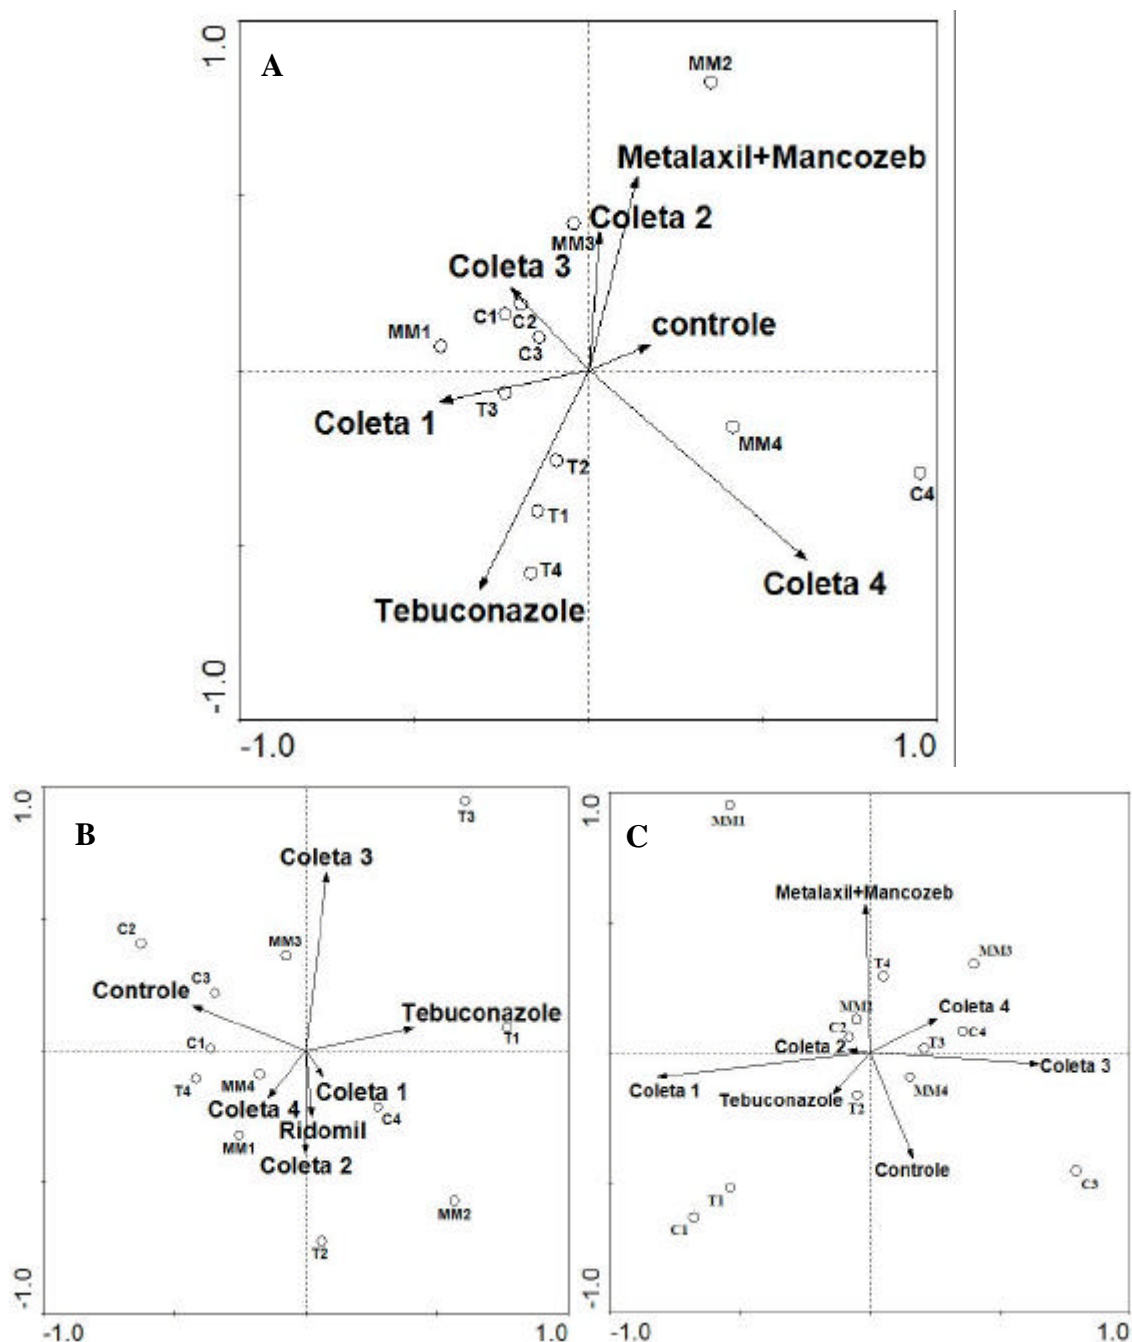 1.0
A
MM2
Metalaxil+Mancozeb
Coleta 2
MM3
Coleta 3
controle
C1
C2
MM1
C3
Coleta 1
T3
MM4
T2
C4
T1
T4
Coleta 4
Tebuconazole
-1.0
-1.0
1.0
1.0
B
T3
Coleta 3
C2
MM3
C3
Controle
Tebuconazole
T1
C1
T4
MM4
Coleta 1
Coleta 4
C4
Ridomil
MM1
Coleta 2
MM2
T2
-1.0
-1.0
1.0
1.0
MM1
C
Metalaxil+Mancozeb
MM3
T4
Coleta 4
C2
C4
Coleta 2
T3
Coleta 3
Coleta 1
MM4
Tebuconazole
T2
Controle
C3
T1
C1
-1.0
-1.0
1.0